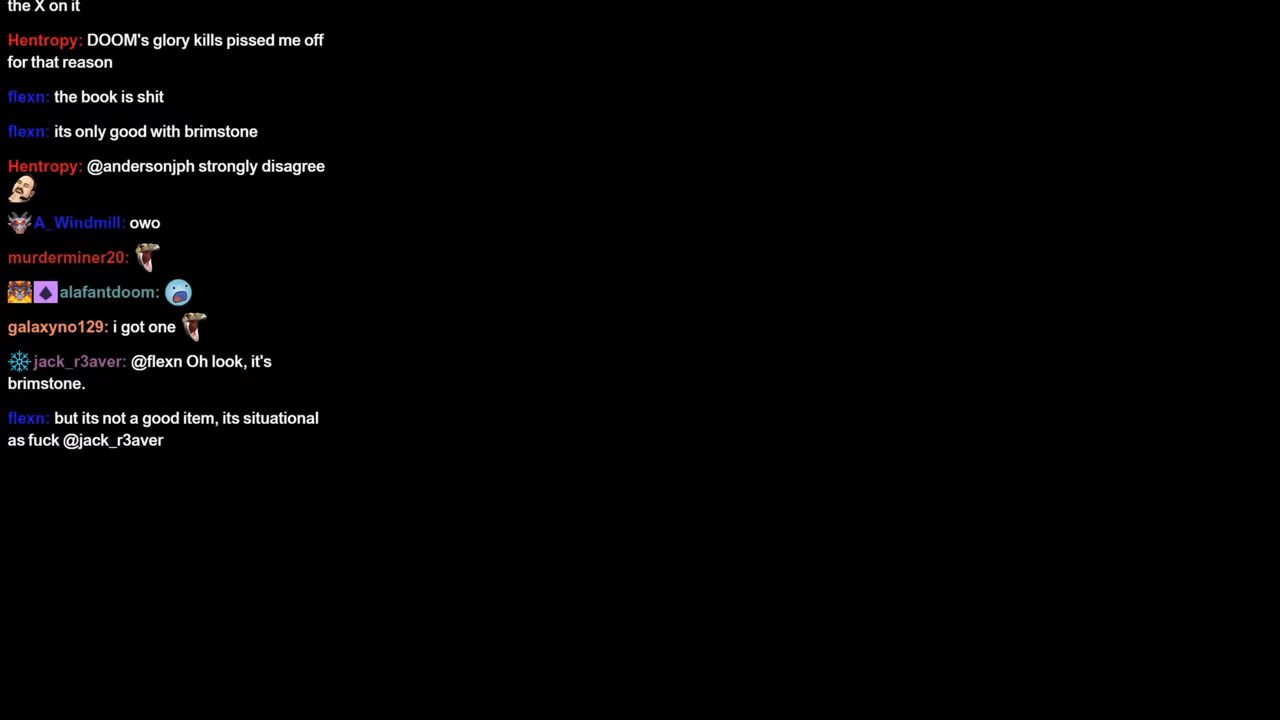 the X on it
Hentropy: DOOM's glory kills pissed me off
for that reason
flexn: the book is shit
flexn: its only good with brimstone
Hentropy: @andersonjph strongly disagree
A_Windmill: owo
murderminer20:
alafantdoom:
galaxyno129: i got one
jack_r3aver: @flexn Oh look, it's
brimstone.
flexn: but its not a good item, its situational
as fuck @jack_r3aver